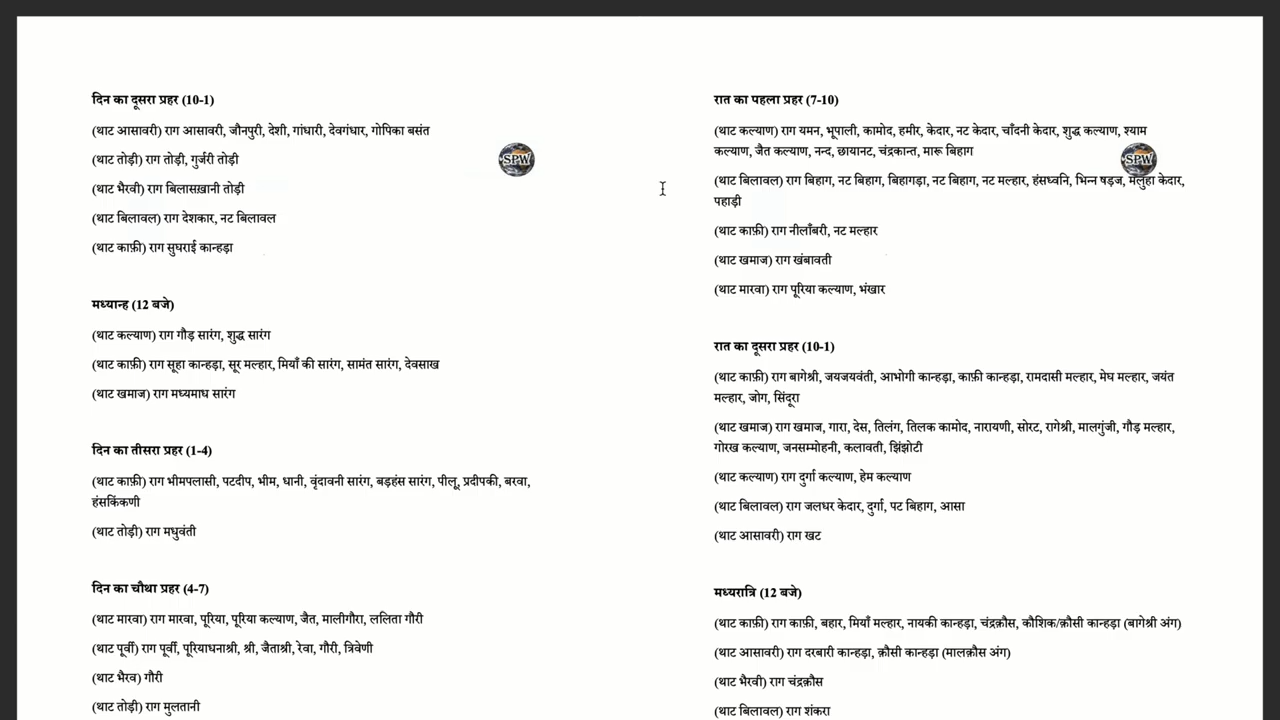 दिन का दूसरा प्रहर (10-1)
(थाट आसावरी) राग आसावरी, जौनपुरी, देशी, गांधारी, देवगंधार, गोपिका बसंत
(थाट तोड़ी) राग तोड़ी, गुर्जरी तोड़ी
(थाट भैरवी) राग बिलासख़ानी तोड़ी
(थाट बिलावल) राग देशकार, नट बिलावल
(थाट काफ़ी) राग सुघराई कान्हड़ा
मध्यान्ह (12 बजे)
(थाट कल्याण) राग गौड़ सारंग, शुद्ध सारंग
(थाट काफ़ी) राग सूहा कान्हड़ा, सूर मल्हार, मियाँ की सारंग, सामंत सारंग, देवसाख
(थाट खमाज) राग मध्यमाध सारंग
दिन का तीसरा प्रहर (1-4)
(थाट काफ़ी) राग भीमपलासी, पटदीप, भीम, धानी, वृंदावनी सारंग, बड़हंस सारंग, पीलू, प्रदीपकी, बरवा,
हंसकिंकणी
(थाट तोड़ी) राग मधुवंती
दिन का चौथा प्रहर (4-7)
(थाट मारवा) राग मारवा, पूरिया, पूरिया कल्याण, जैत, मालीगौरा, ललिता गौरी
(थाट पूर्वी) राग पूर्वी, पूरियाधनाश्री, श्री, जैताश्री, रेवा, गौरी, त्रिवेणी
(थाट भैरव) गौरी
(थाट तोड़ी) राग मुलतानी
रात का पहला प्रहर (7-10)
(थाट कल्याण) राग यमन, भूपाली, कामोद, हमीर, केदार, नट केदार, चाँदनी केदार, शुद्ध कल्याण, श्याम
कल्याण, जैत कल्याण, नन्द, छायानट, चंद्रकान्त, मारू बिहाग
(थाट बिलावल) राग बिहाग, नट बिहाग, बिहागड़ा, नट बिहाग, नट मल्हार, हंसध्वनि, भिन्न षड्ज, मलुहा केदार,
पहाड़ी
(थाट काफ़ी) राग नीलाँबरी, नट मल्हार
(थाट खमाज) राग खंबावती
(थाट मारवा) राग पूरिया कल्याण, भंखार
रात का दूसरा प्रहर (10-1)
(थाट काफ़ी) राग बागेश्री, जयजयवंती, आभोगी कान्हड़ा, काफ़ी कान्हड़ा, रामदासी मल्हार, मेघ मल्हार, जयंत
मल्हार, जोग, सिंदूरा
(थाट खमाज) राग खमाज, गारा, देस, तिलंग, तिलक कामोद, नारायणी, सोरट, रागेश्री, मालगुंजी, गौड़ मल्हार,
गोरख कल्याण, जनसम्मोहनी, कलावती, झिंझोटी
(थाट कल्याण) राग दुर्गा कल्याण, हेम कल्याण
(थाट बिलावल) राग जलधर केदार, दुर्गा, पट बिहाग, आसा
(थाट आसावरी) राग खट
मध्यरात्रि (12 बजे)
(थाट काफ़ी) राग काफ़ी, बहार, मियाँ मल्हार, नायकी कान्हड़ा, चंद्रक़ौस, कौशिक/क़ौसी कान्हड़ा (बागेश्री अंग)
(थाट आसावरी) राग दरबारी कान्हड़ा, क़ौसी कान्हड़ा (मालक़ौस अंग)
(थाट भैरवी) राग चंद्रक़ौस
(थाट बिलावल) राग शंकरा
SPW
SPW